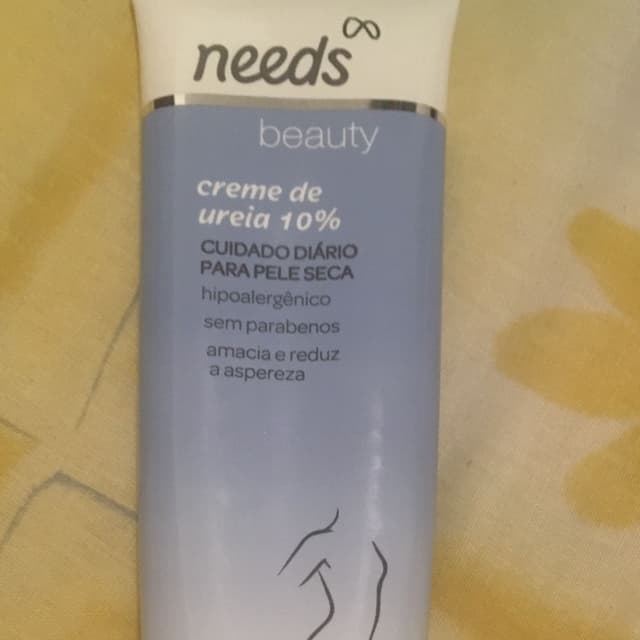 needs
beauty
creme de
ureia 10%
CUIDADO DIÁRIO
PARA PELE SECA
hipoalergênico
sem parabenos
amacia e reduz
a aspereza